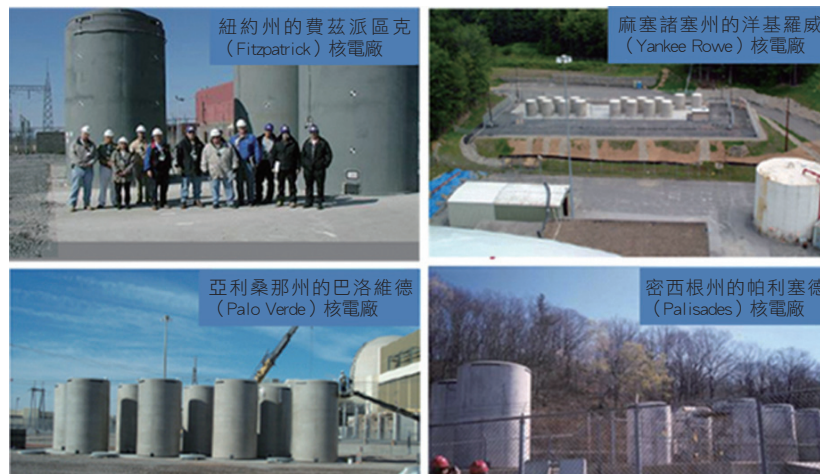 紐約州的費茲派區克
（Fitzpatrick）核電廠
麻塞諸塞州的洋基羅威
（Yankee Rowe）核電廠
亞利桑那州的巴洛維德
（Palo Verde）核電廠
密西根州的帕利塞德
（Palisades）核電廠